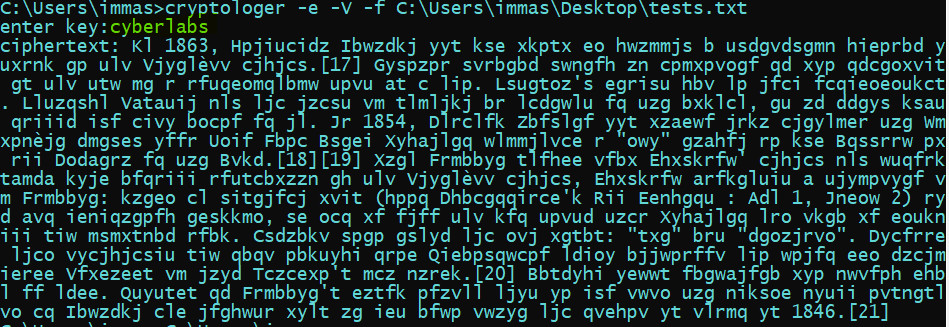 C:\Users\immas>cryptologer -e -V -f C:\Users\immas\Desktop\tests.txt
enter key:cyberlabs
ciphertext: Kl 1863, Hpjiucidz Ibwzdkj yyt kse xkptx eo hwzmmjs b usdgvdsgmn hieprbd y
yuxrnk gp ulv Vjyglèvv cjhjcs.[17] Gyspzpr svrbgbd swngfh zn cpmxpvogf qd xyp qdcgoxvit
 gt ulv utw mg r rfuqeomqlbmw upvu at c lip. Lsugtoz's egrisu hbv lp jfci fcqieoeoukct
. Lluzqshl Vatauij nls ljc jzcsu vm tlmljkj br lcdgwlu fq uzg bxklcl, gu zd ddgys ksau
 qriiid isf civy bocpf fq jl. Jr 1854, Dlrclfk Zbfslgf yyt xzaewf jrkz cjgylmer uzg Wm
xxpnèjg dmgses yffr Uoif Fbpc Bsgei Xyhajlgq wlmmjlvce r "owy" gzahfj rp kse Bqssrrw px
 rii Dodagrz fq uzg Bvkd.[18][19] Xzgl Frmbbyg tlfhee vfbx Ehxskrfw' cjhjcs nls wuqfrk
tamda kyje bfqriii rfutcbxzzn gh ulv Vjyglèvv cjhjcs, Ehxskrfw arfkgluiu a ujympvygf v
m Frmbbyg: kzgeo cl sitgjfcj xvit (hppq Dhbcgqqirce'k Rii Eenhgqu : Adl 1, Jneow 2) ry
d avq ieniqzgpfh geskkmo, se ocq xf fjff ulv kfq upvud uzcr Xyhajlgq lro vkgb xf eoukn
iii tiw msmxtnbd rfbk. Csdzbkv spgp gslyd ljc ovj xgtbt: "txg" bru "dgozjrvo". Dycfrre
 ljco vycjhjcsiu tiw qbqv pbkuyhi qrpe Qiebpsqwcpf ldioy bjjwprffv lip wpjfq eeo dzcjm
ieree Vfxezeet vm jzyd Tczcexp't mcz nzrek.[20] Bbtdyhi yewwt fbgwajfgb xyp nwvfph ehb
l ff ldee. Quyutet qd Frmbbyg't eztfk pfzvll ljyu yp isf vwvo uzg niksoe nyuii pvtngtl
vo cq Ibwzdkj cle jfghwur xylt zg ieu bfwp vwzyg ljc qvehpv yt vlrmq yt 1846.[21]